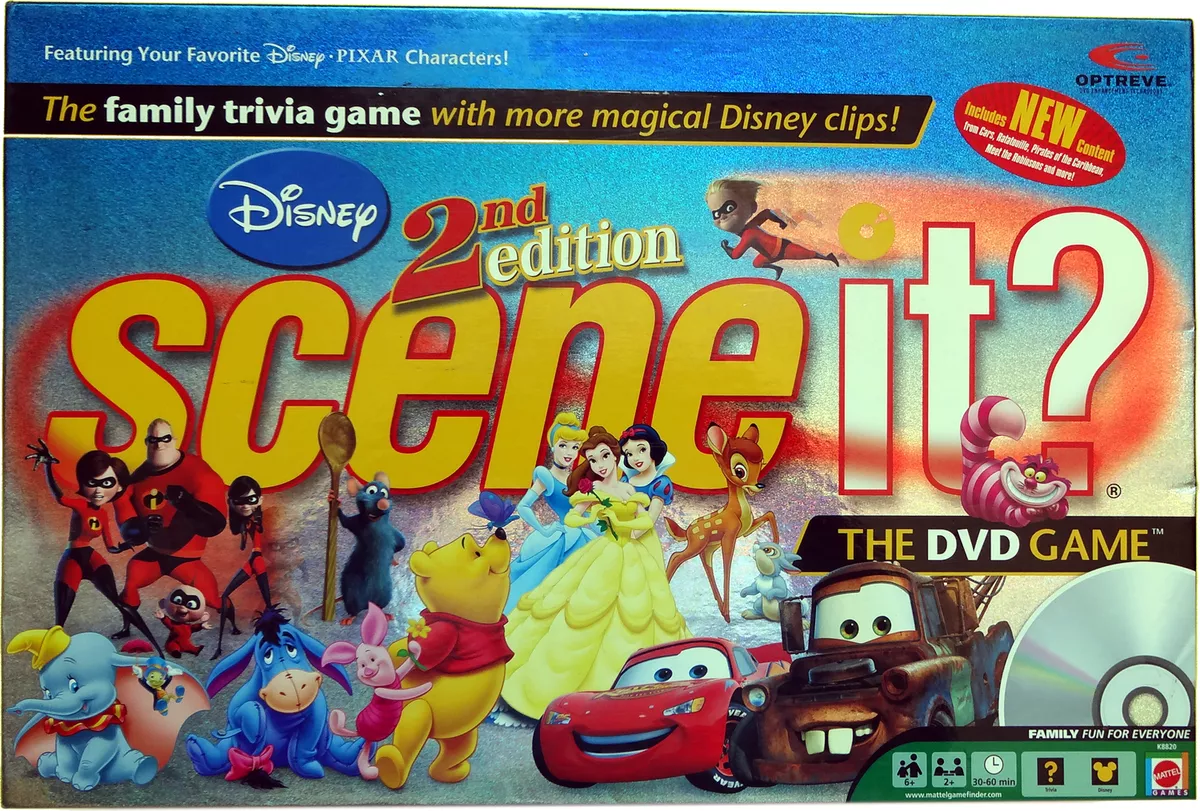 Featuring Your Favorite Disney · PIXAR Characters!
OPTREVE
The family trivia game with more magical Disney clips!
Includes NEW Content
from Cars, Ratatouille, Pirates of the Caribbean,
Meet the Robinsons and more!
Disney
2nd
edition
scene it?
®
THE DVD GAME™
FAMILY FUN FOR EVERYONE
K8820
6+
2+
30-60 min
Trivia
Disney
MATTEL
GAMES
www.mattelgamefinder.com